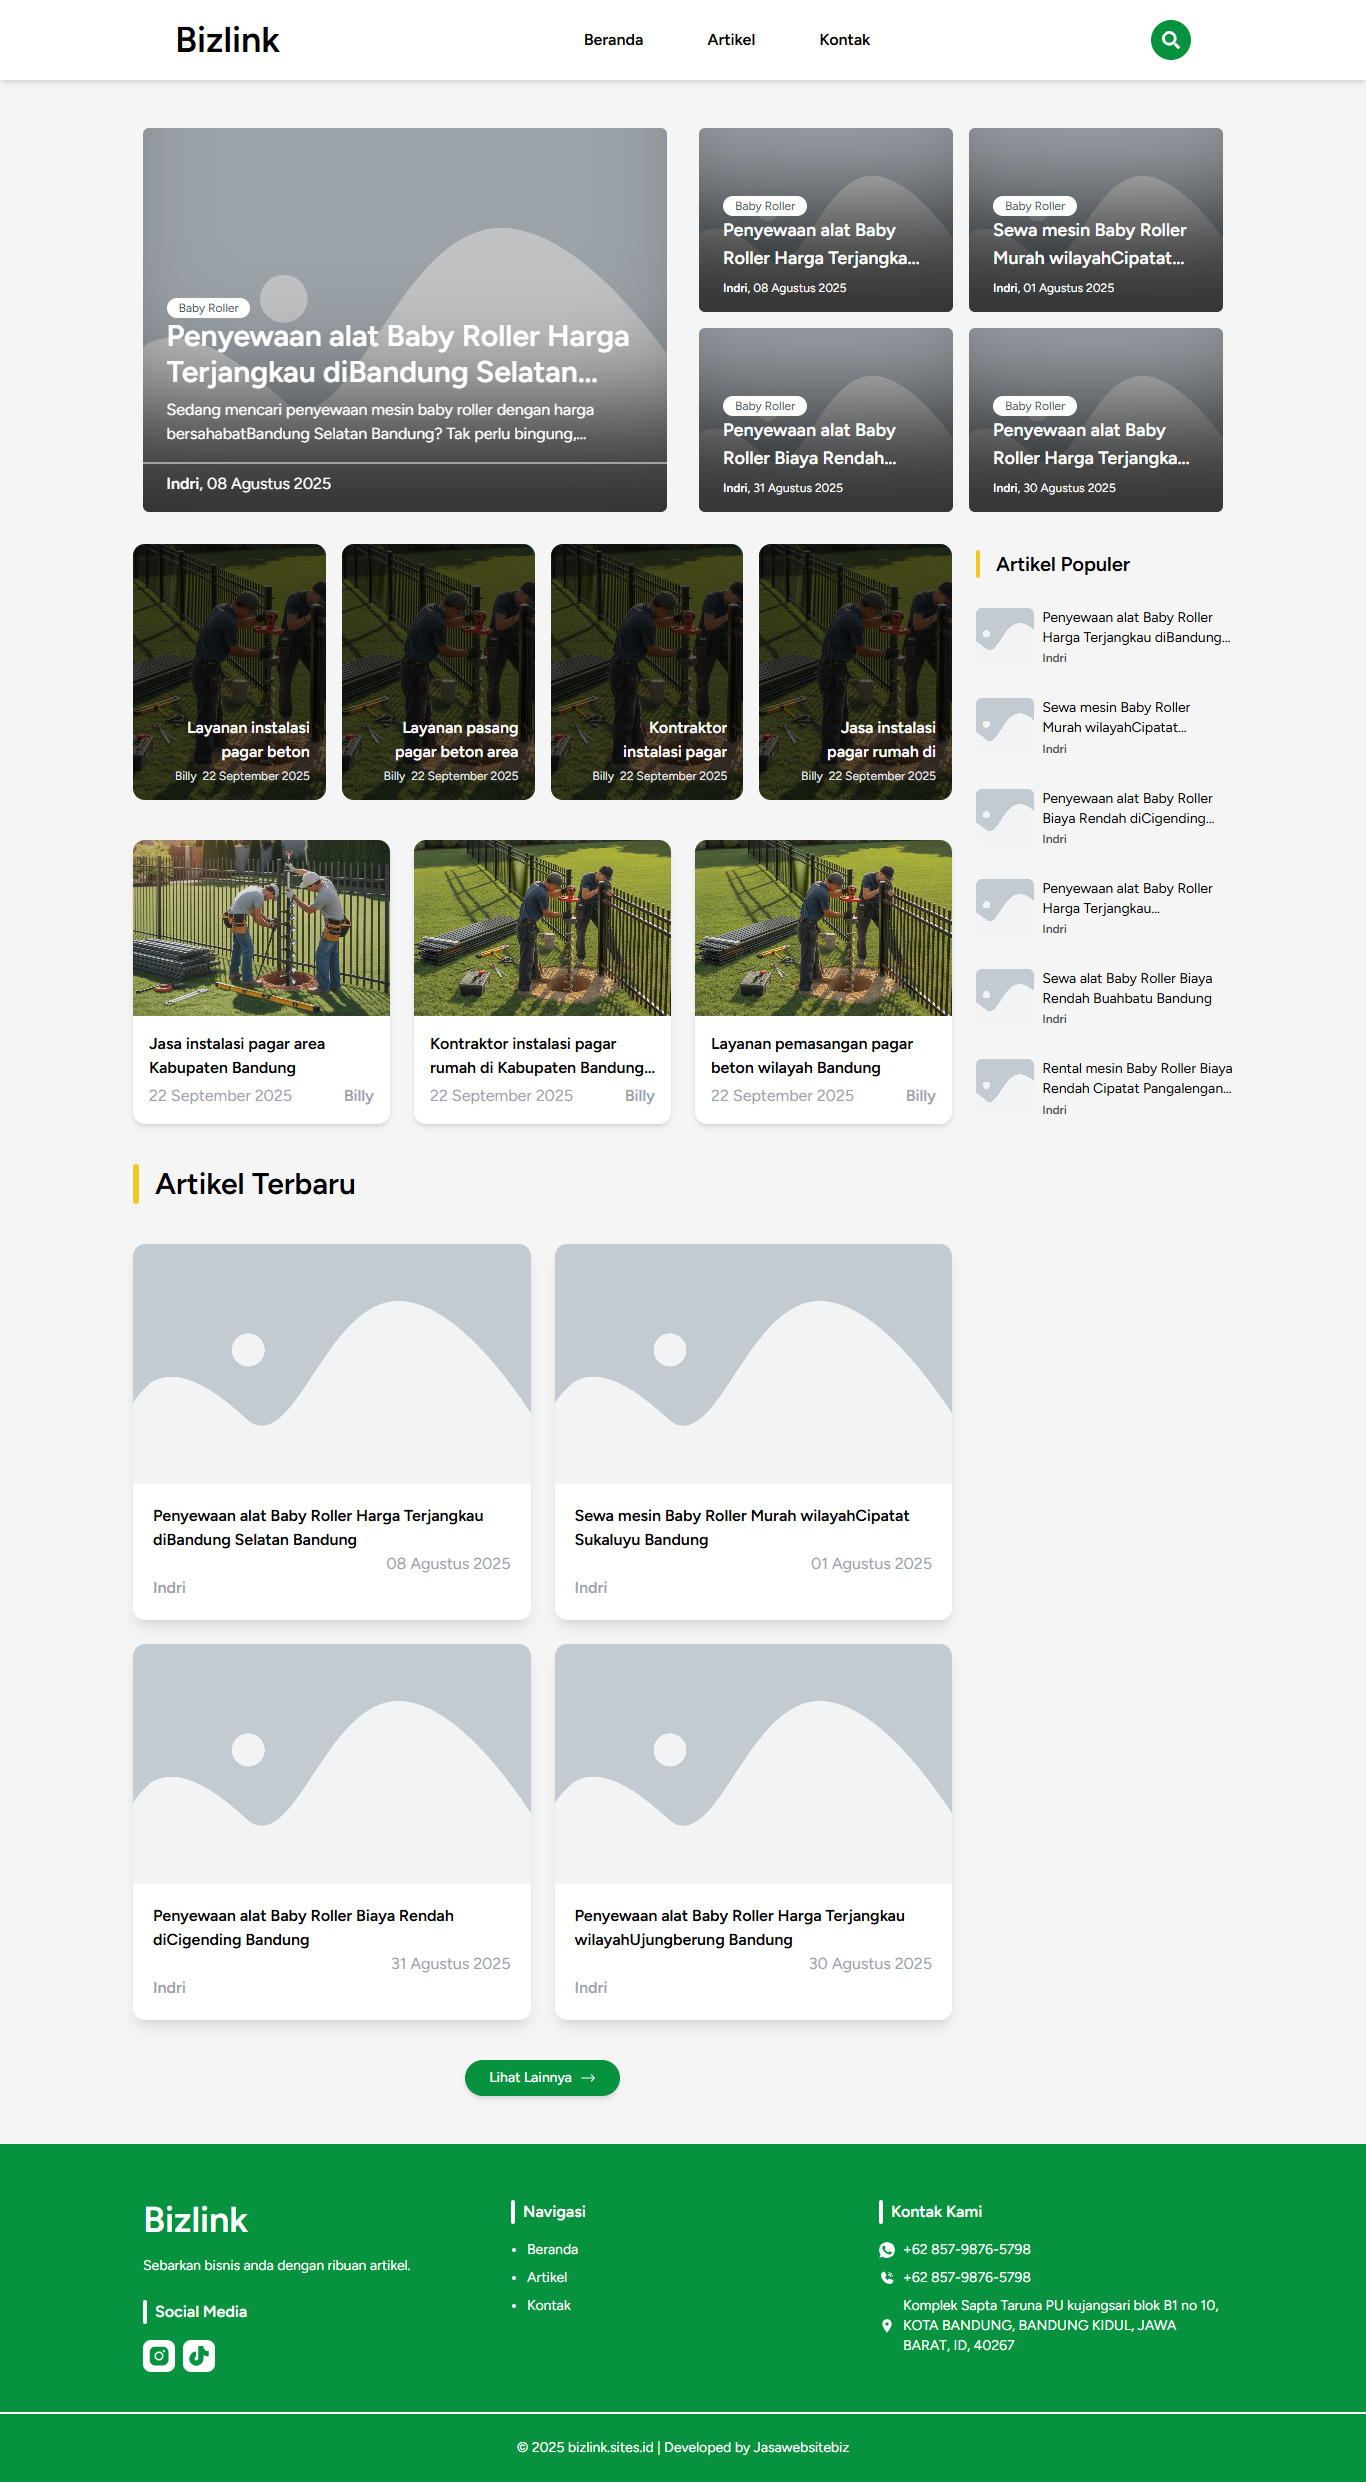 Bizlink
Beranda
Artikel
Kontak
Baby Roller
Penyewaan alat Baby Roller Harga
Terjangkau diBandung Selatan...
Sedang mencari penyewaan mesin baby roller dengan harga
bersahabatBandung Selatan Bandung? Tak perlu bingung,...
Indri, 08 Agustus 2025
Baby Roller
Penyewaan alat Baby
Roller Harga Terjangka...
Indri, 08 Agustus 2025
Baby Roller
Sewa mesin Baby Roller
Murah wilayahCipatat...
Indri, 01 Agustus 2025
Baby Roller
Penyewaan alat Baby
Roller Biaya Rendah...
Indri, 31 Agustus 2025
Baby Roller
Penyewaan alat Baby
Roller Harga Terjangka...
Indri, 30 Agustus 2025
Layanan instalasi
pagar beton
Billy 22 September 2025
Layanan pasang
pagar beton area
Billy 22 September 2025
Kontraktor
instalasi pagar
Billy 22 September 2025
Jasa instalasi
pagar rumah di
Billy 22 September 2025
Jasa instalasi pagar area
Kabupaten Bandung
22 September 2025 Billy
Kontraktor instalasi pagar
rumah di Kabupaten Bandung...
22 September 2025 Billy
Layanan pemasangan pagar
beton wilayah Bandung
22 September 2025 Billy
Artikel Populer
Penyewaan alat Baby Roller
Harga Terjangkau diBandung...
Indri
Sewa mesin Baby Roller
Murah wilayahCipatat...
Indri
Penyewaan alat Baby Roller
Biaya Rendah diCigending...
Indri
Penyewaan alat Baby Roller
Harga Terjangkau...
Indri
Sewa alat Baby Roller Biaya
Rendah Buahbatu Bandung
Indri
Rental mesin Baby Roller Biaya
Rendah Cipatat Pangalengan...
Indri
Artikel Terbaru
Penyewaan alat Baby Roller Harga Terjangkau
diBandung Selatan Bandung
08 Agustus 2025
Indri
Sewa mesin Baby Roller Murah wilayahCipatat
Sukaluyu Bandung
01 Agustus 2025
Indri
Penyewaan alat Baby Roller Biaya Rendah
diCigending Bandung
31 Agustus 2025
Indri
Penyewaan alat Baby Roller Harga Terjangkau
wilayahUjungberung Bandung
30 Agustus 2025
Indri
Lihat Lainnya
Bizlink
Sebarkan bisnis anda dengan ribuan artikel.
Social Media
Navigasi
Beranda
Artikel
Kontak
Kontak Kami
+62 857-9876-5798
+62 857-9876-5798
Komplek Sapta Taruna PU kujangsari blok B1 no 10,
KOTA BANDUNG, BANDUNG KIDUL, JAWA
BARAT, ID, 40267
© 2025 bizlink.sites.id | Developed by Jasawebsitebiz